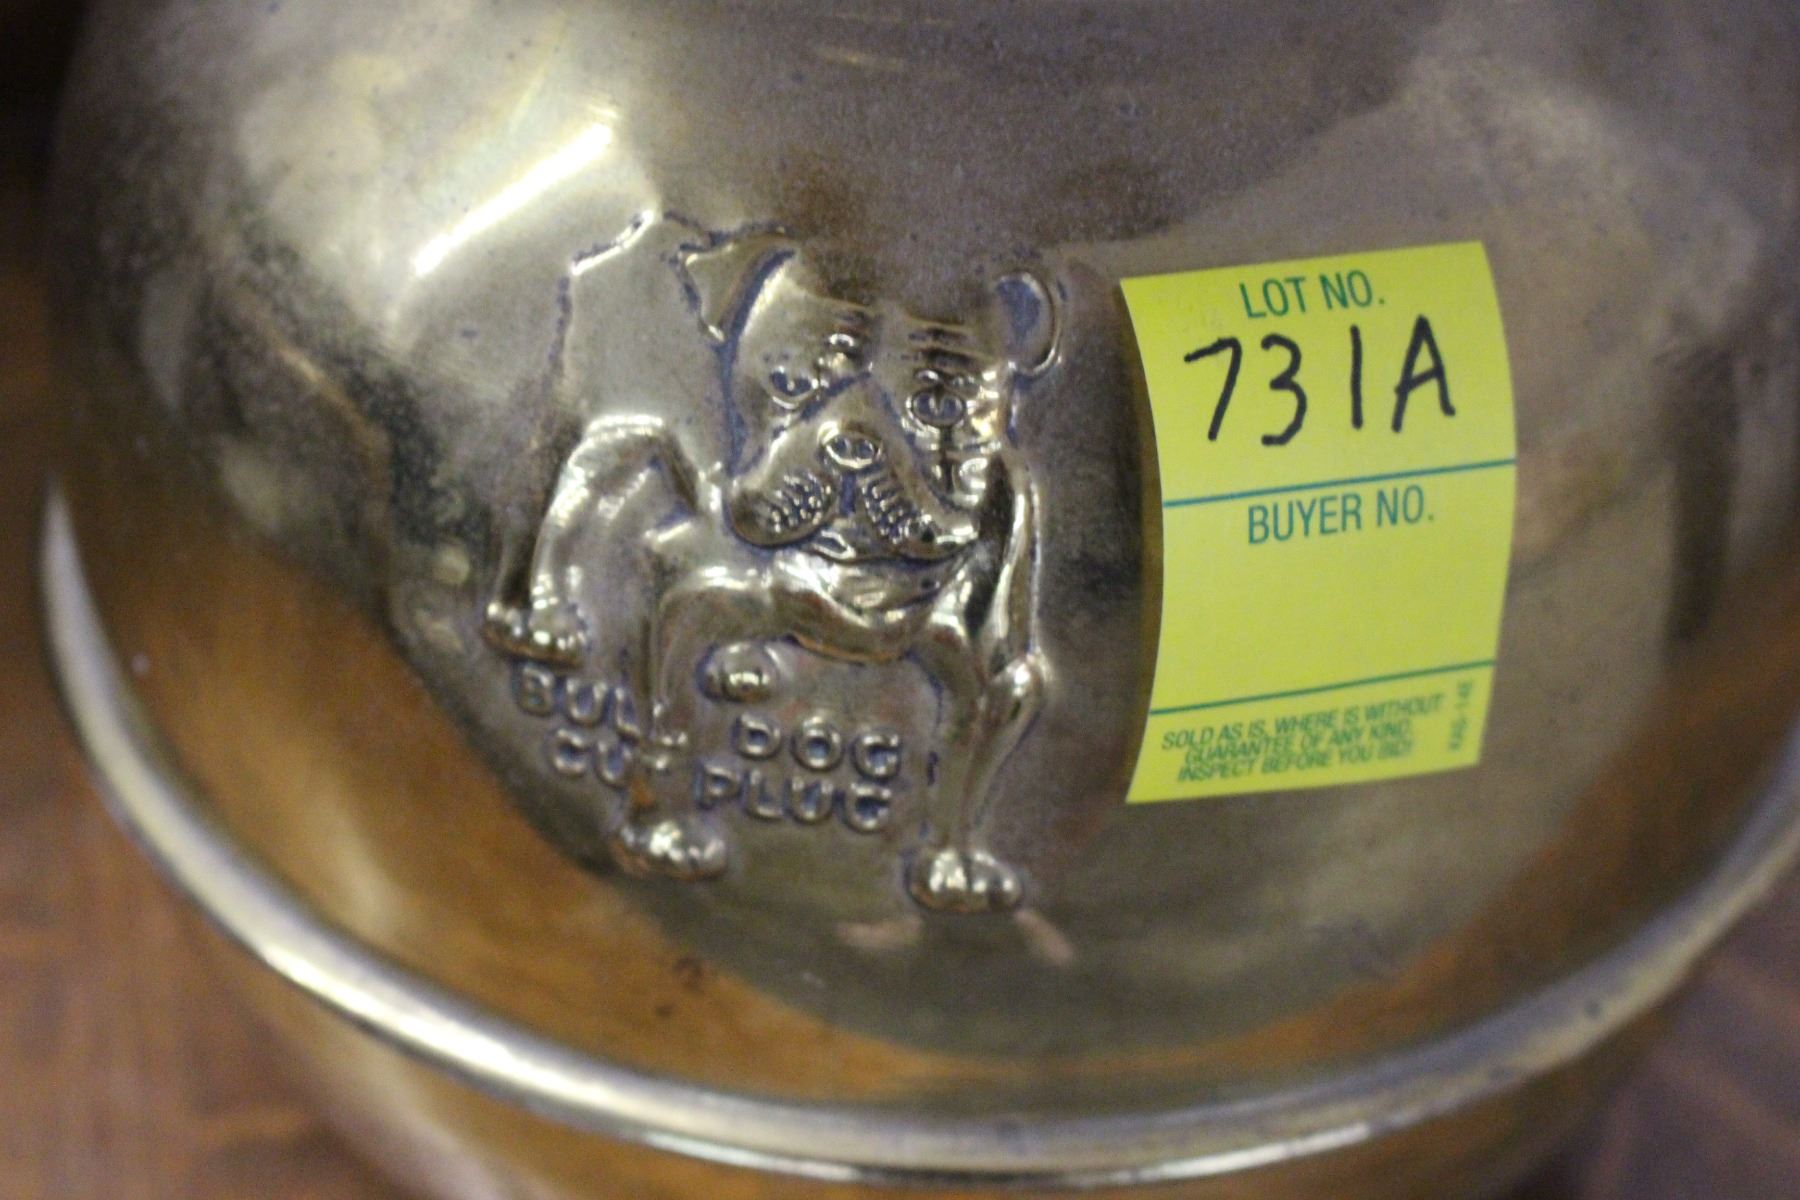 BULL DOG
CUT PLUG
LOT NO.
731A
BUYER NO.
SOLD AS IS, WHERE IS WITHOUT
GUARANTEE OF ANY KIND.
INSPECT BEFORE YOU BID!